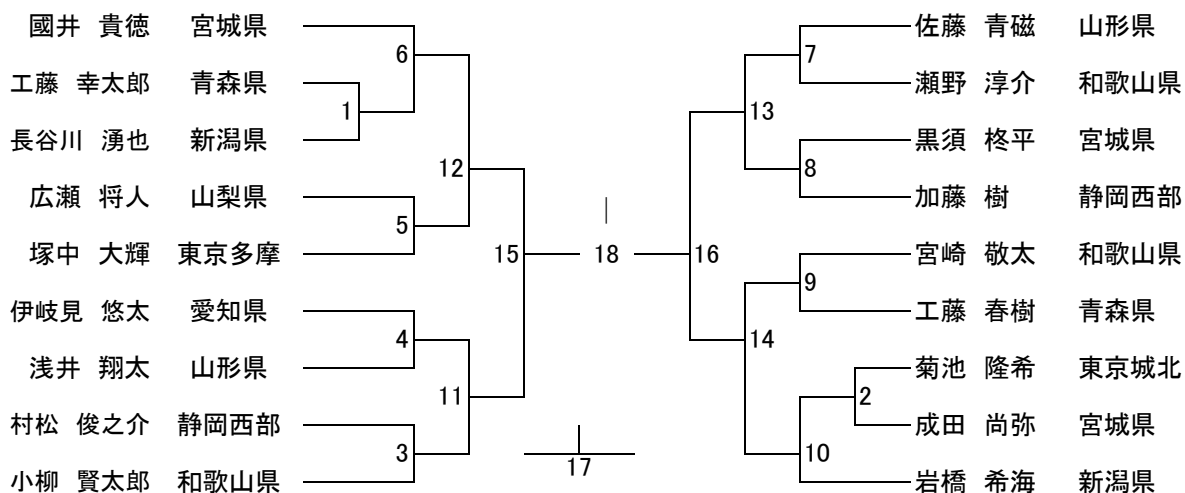 國井 貴徳 宮城県
6
工藤 幸太郎 青森県
1
長谷川 湧也 新潟県
12
広瀬 将人 山梨県
5
塚中 大輝 東京多摩
15
伊岐見 悠太 愛知県
4
浅井 翔太 山形県
11
村松 俊之介 静岡西部
3
小柳 賢太郎 和歌山県
18
17
佐藤 青磁 山形県
7
瀬野 淳介 和歌山県
13
黒須 柊平 宮城県
8
加藤 樹 静岡西部
16
宮崎 敬太 和歌山県
9
工藤 春樹 青森県
14
菊池 隆希 東京城北
2
成田 尚弥 宮城県
10
岩橋 希海 新潟県